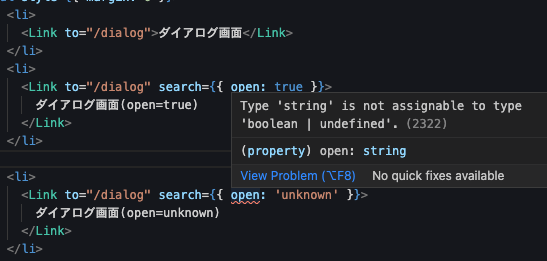 <li>
<Link to="/dialog">ダイアログ画面</Link>
</li>
<li>
<Link to="/dialog" search={{ open: true }}>
ダイアログ画面(open=true)
</Link>
</li>
Type 'string' is not assignable to type
'boolean | undefined'. (2322)
(property) open: string
View Problem (⌥F8) No quick fixes available
<li>
<Link to="/dialog" search={{ open: 'unknown' }}>
ダイアログ画面(open=unknown)
</Link>
</li>